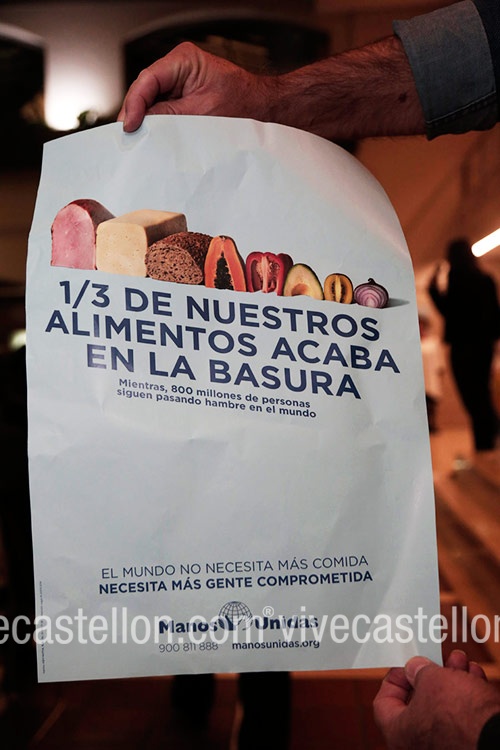 1/3 DE NUESTROS
ALIMENTOS ACABA
EN LA BASURA
Mientras, 800 millones de personas
siguen pasando hambre en el mundo
EL MUNDO NO NECESITA MÁS COMIDA
NECESITA MÁS GENTE COMPROMETIDA
vecastellon.com® vivecastellon
Manos Unidas
900 811 888 manosunidas.org